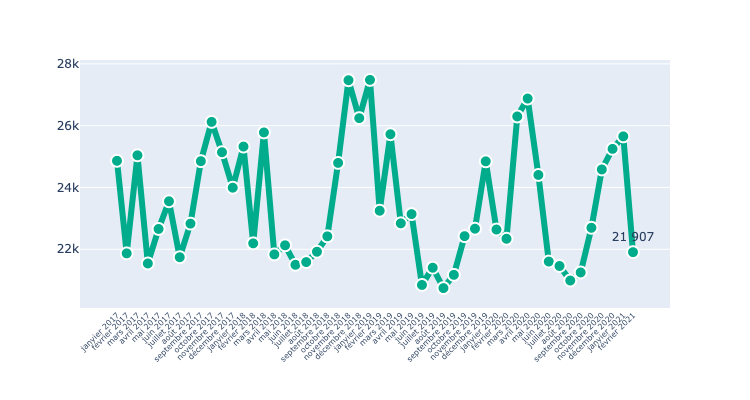 28k
26k
24k
22k
21 907
janvier 2017
février 2017
mars 2017
avril 2017
mai 2017
juin 2017
juillet 2017
août 2017
septembre 2017
octobre 2017
novembre 2017
décembre 2017
janvier 2018
février 2018
mars 2018
avril 2018
mai 2018
juin 2018
juillet 2018
août 2018
septembre 2018
octobre 2018
novembre 2018
décembre 2018
janvier 2019
février 2019
mars 2019
avril 2019
mai 2019
juin 2019
juillet 2019
août 2019
septembre 2019
octobre 2019
novembre 2019
décembre 2019
janvier 2020
février 2020
mars 2020
avril 2020
mai 2020
juin 2020
juillet 2020
août 2020
septembre 2020
octobre 2020
novembre 2020
décembre 2020
janvier 2021
février 2021